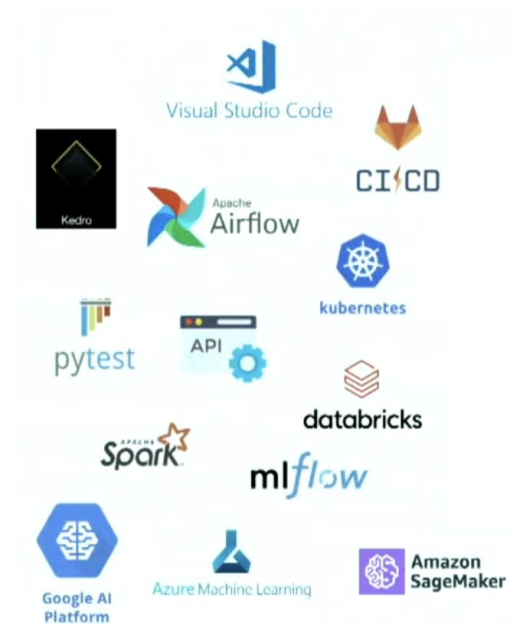 Visual Studio Code
CI/CD
Kedro
Apache
Airflow
kubernetes
pytest
API
databricks
APACHE
Spark
mlflow
Google AI
Platform
Azure Machine Learning
Amazon
SageMaker